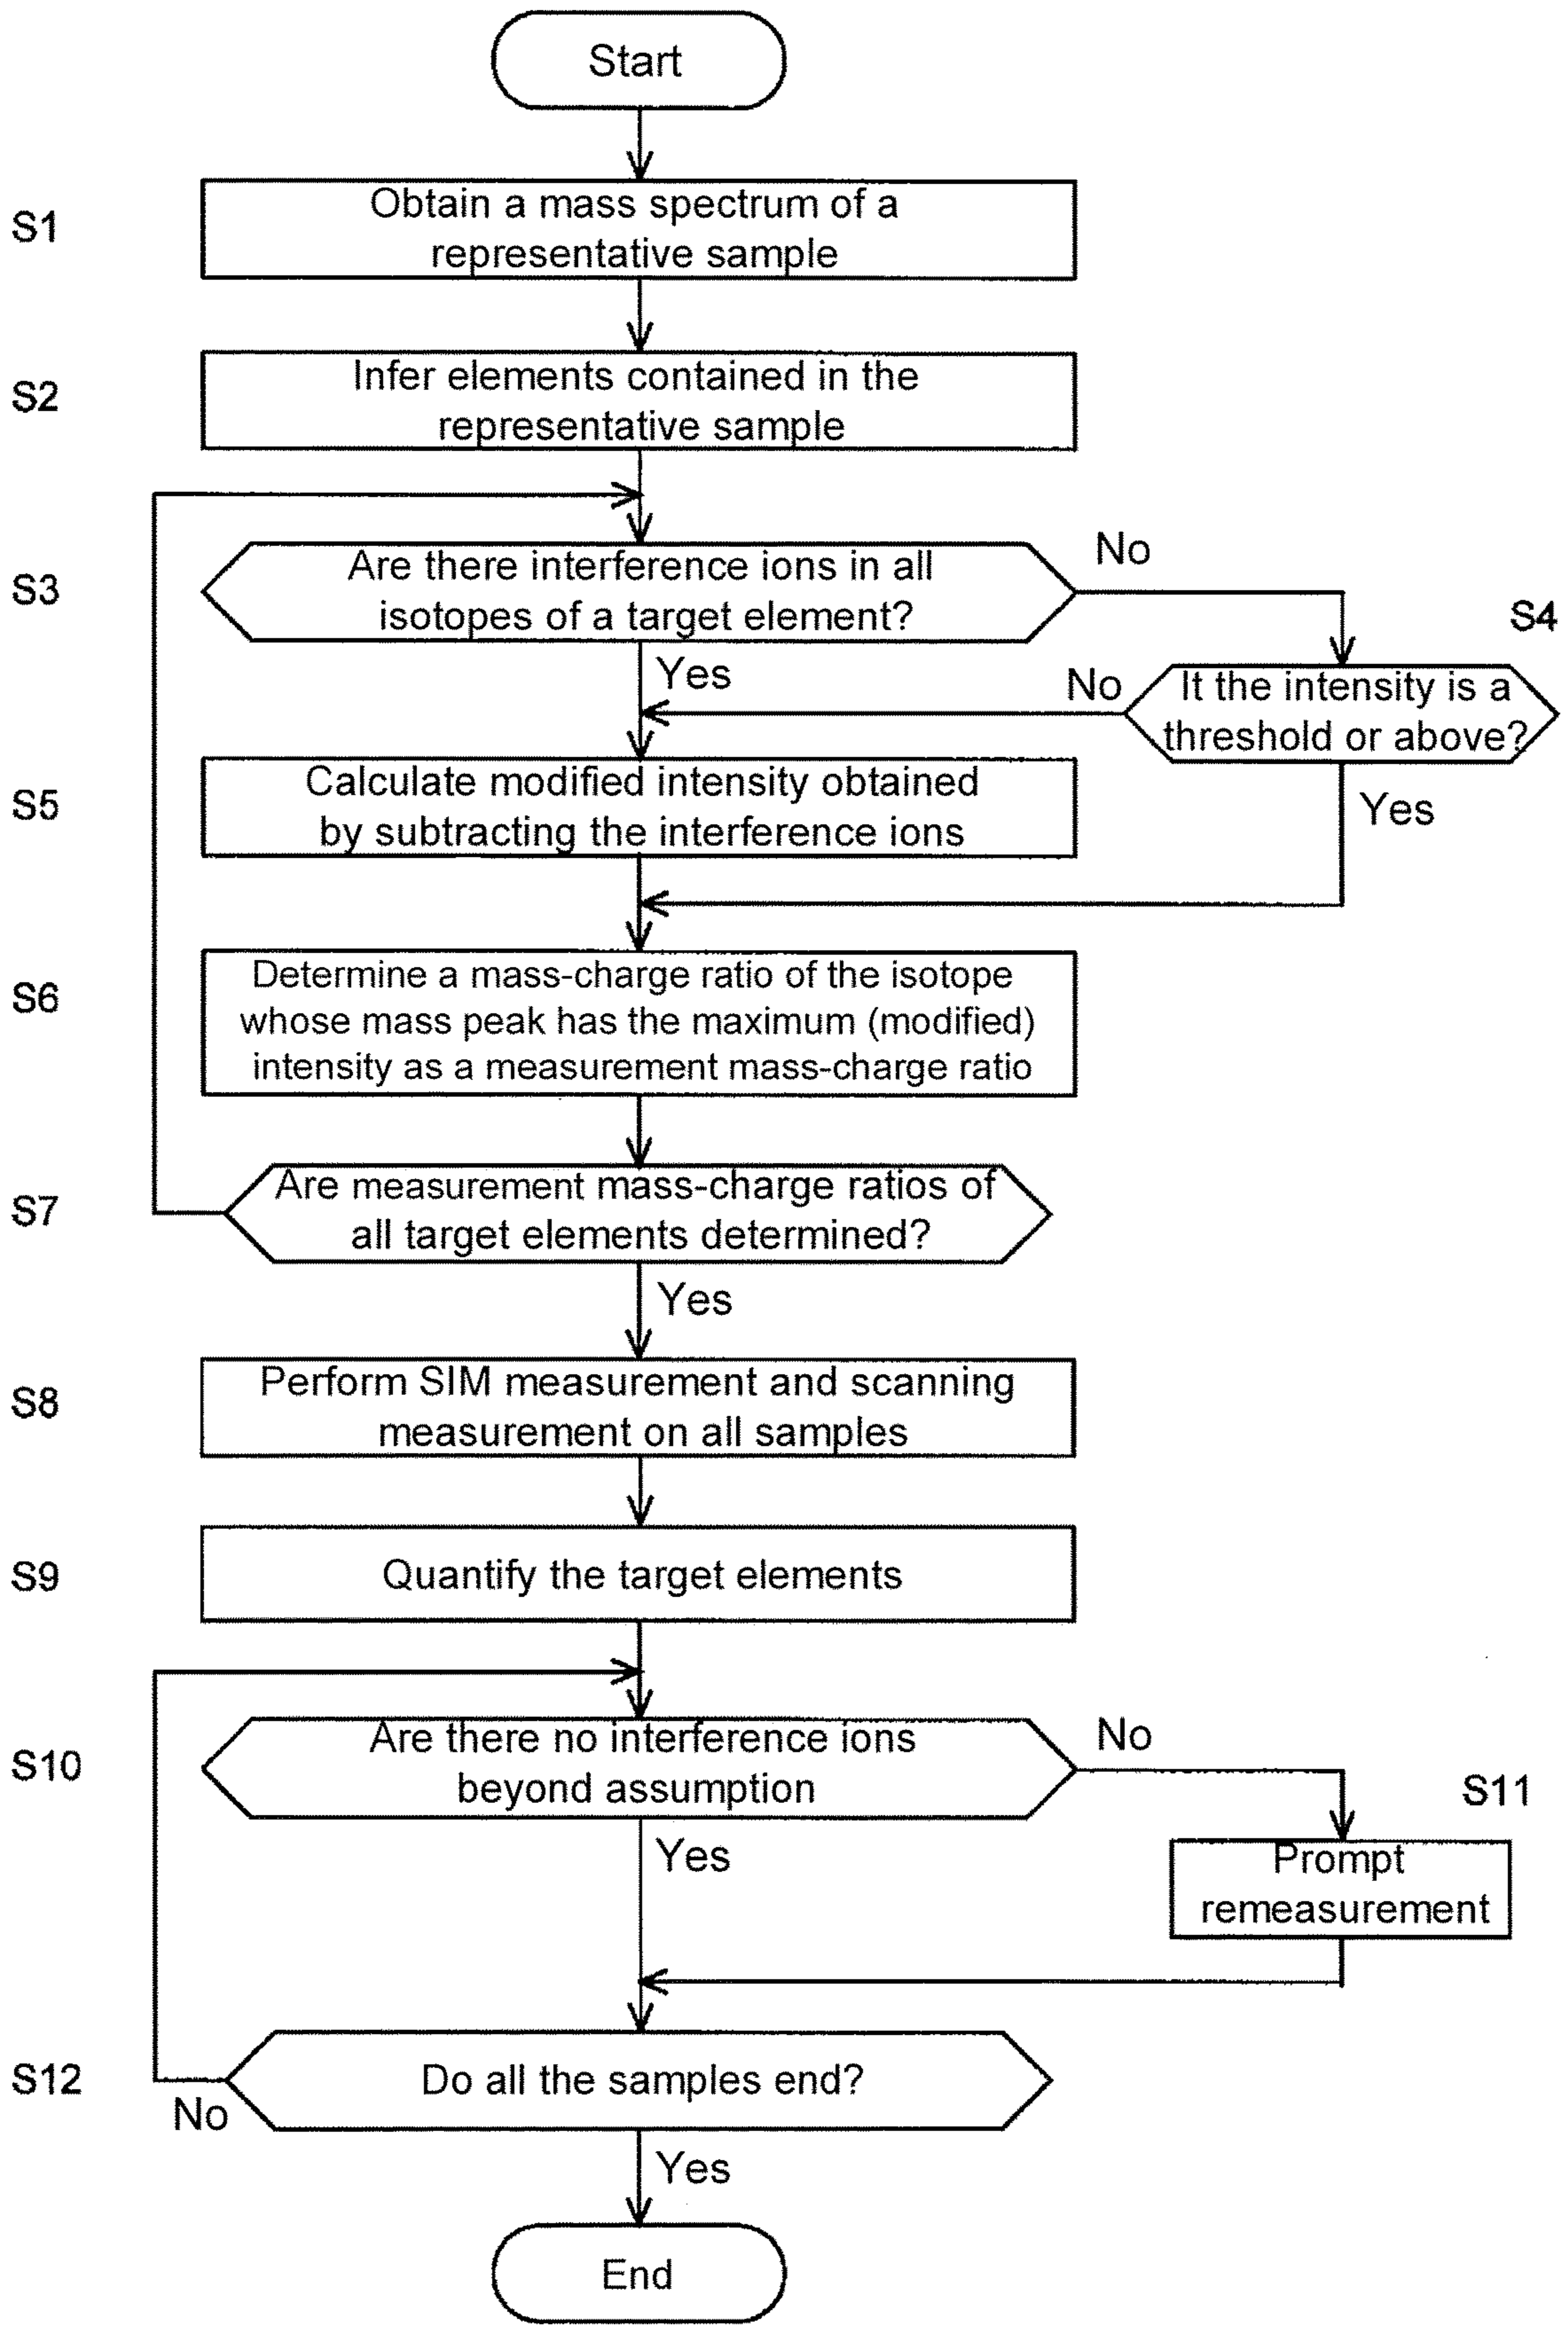 Start
S1
Obtain a mass spectrum of a
representative sample
S2
Infer elements contained in the
representative sample
S3
Are there interference ions in all
isotopes of a target element?
No
Yes
S4
It the intensity is a
threshold or above?
No
Yes
S5
Calculate modified intensity obtained
by subtracting the interference ions
S6
Determine a mass-charge ratio of the isotope
whose mass peak has the maximum (modified)
intensity as a measurement mass-charge ratio
S7
Are measurement mass-charge ratios of
all target elements determined?
Yes
S8
Perform SIM measurement and scanning
measurement on all samples
S9
Quantify the target elements
S10
Are there no interference ions
beyond assumption
No
Yes
S11
Prompt
remeasurement
S12
Do all the samples end?
No
Yes
End